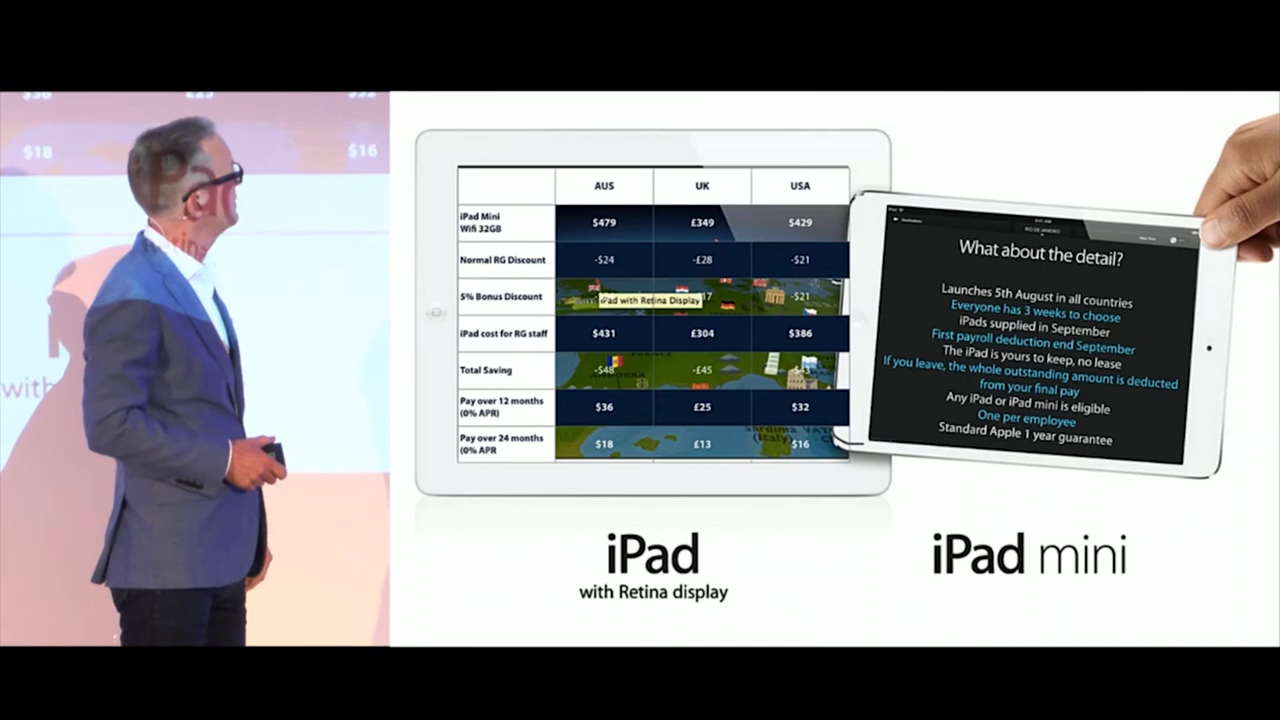 $18
$16
with
AUS UK USA
iPad Mini
Wifi 32GB
$479 £349 $429
Normal RG Discount -$24 -£28 -$21
5% Bonus Discount -$21
iPad with Retina Display
iPad cost for RG staff $431 £304 $386
Total Saving -$48 -£45 -$43
Pay over 12 months
(0% APR)
$36 £25 $32
Pay over 24 months
(0% APR
$18 £13 $16
RIO DE JANEIRO
What about the detail?
Launches 5th August in all countries
Everyone has 3 weeks to choose
iPads supplied in September
First payroll deduction end September
The iPad is yours to keep, no lease
If you leave, the whole outstanding amount is deducted
from your final pay
Any iPad or iPad mini is eligible
One per employee
Standard Apple 1 year guarantee
iPad
with Retina display
iPad mini